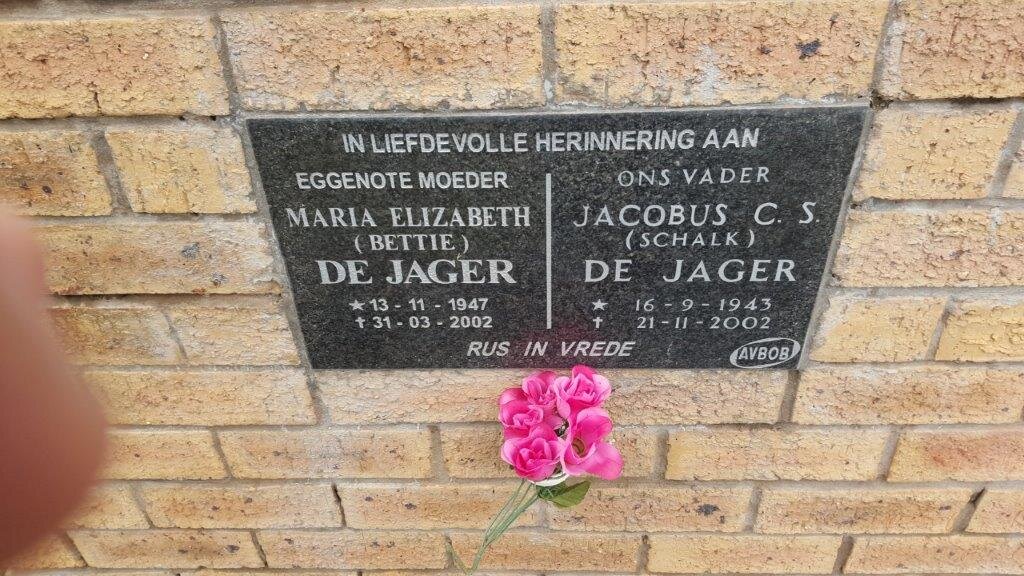 IN LIEFDEVOLLE HERINNERING AAN
EGGENOTE MOEDER
MARIA ELIZABETH
(BETTIE)
DE JAGER
★ 13 - 11 - 1947
† 31 - 03 - 2002
ONS VADER
JACOBUS C. S.
(SCHALK)
DE JAGER
★ 16 - 9 - 1943
† 21 - 11 - 2002
RUS IN VREDE
AVBOB